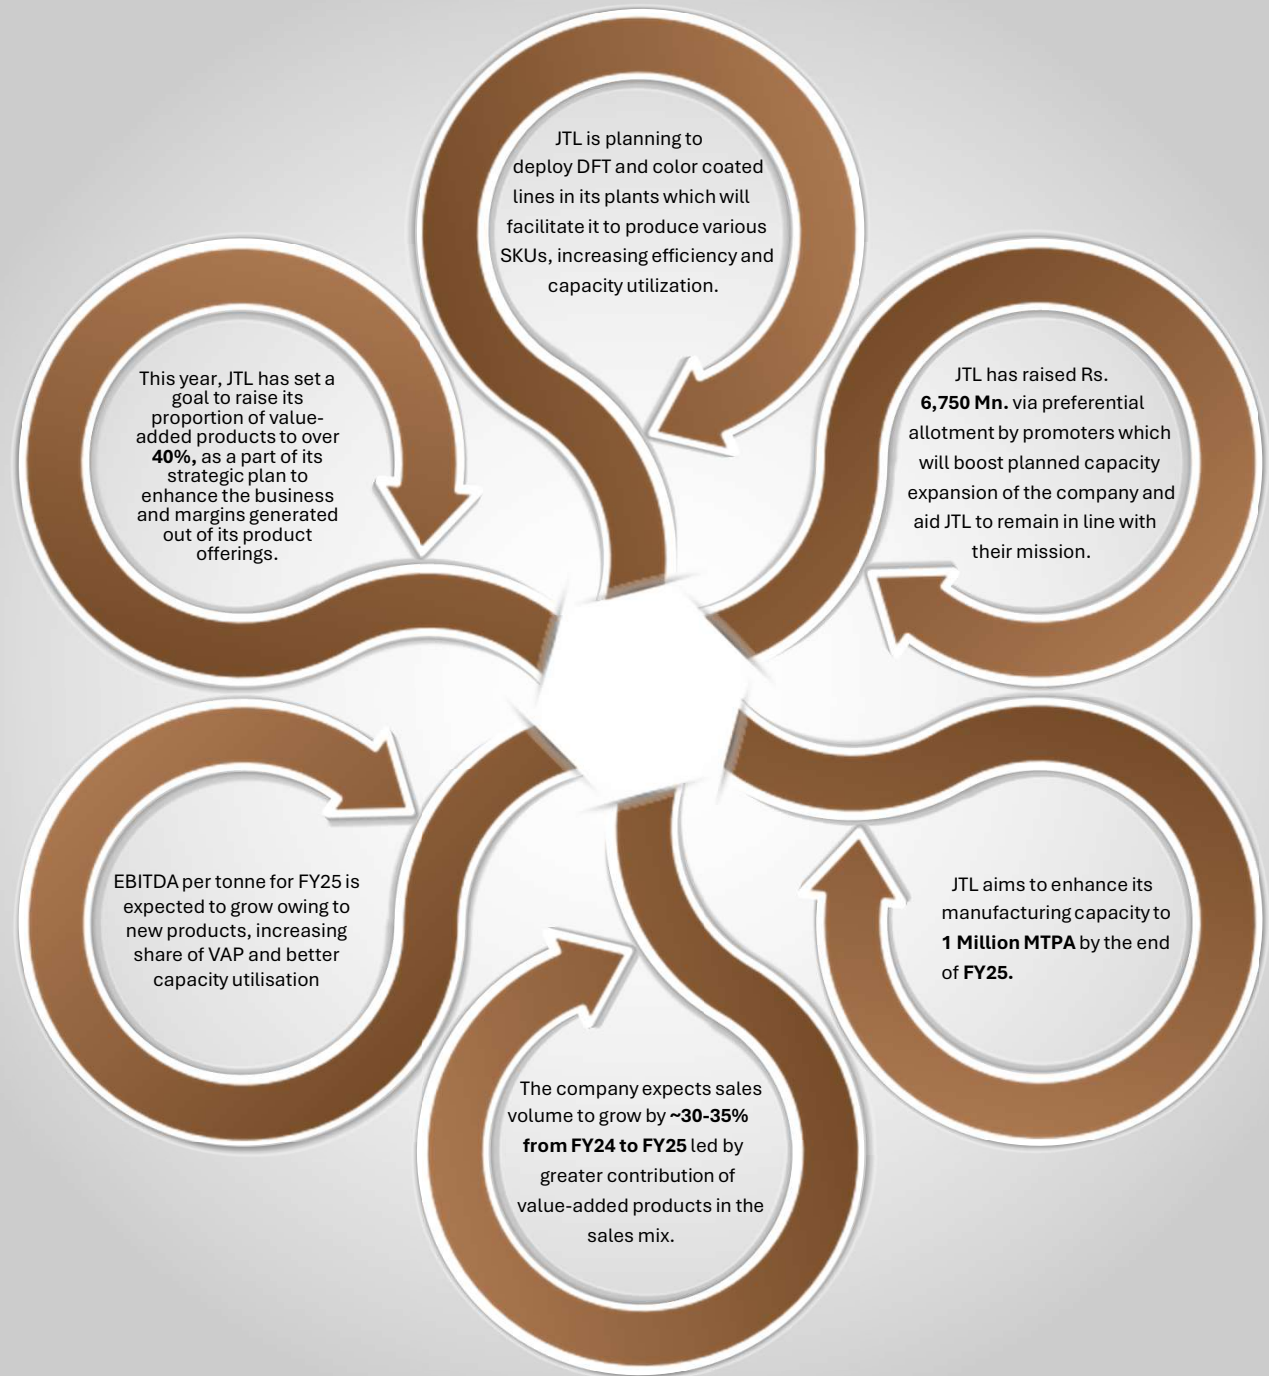 JTL is planning to
deploy DFT and color coated
lines in its plants which will
facilitate it to produce various
SKUs, increasing efficiency and
capacity utilization.
JTL has raised Rs.
6,750 Mn. via preferential
allotment by promoters which
will boost planned capacity
expansion of the company and
aid JTL to remain in line with
their mission.
JTL aims to enhance its
manufacturing capacity to
1 Million MTPA by the end
of FY25.
The company expects sales
volume to grow by ~30-35%
from FY24 to FY25 led by
greater contribution of
value-added products in the
sales mix.
EBITDA per tonne for FY25 is
expected to grow owing to
new products, increasing
share of VAP and better
capacity utilisation
This year, JTL has set a
goal to raise its
proportion of value-
added products to over
40%, as a part of its
strategic plan to
enhance the business
and margins generated
out of its product
offerings.